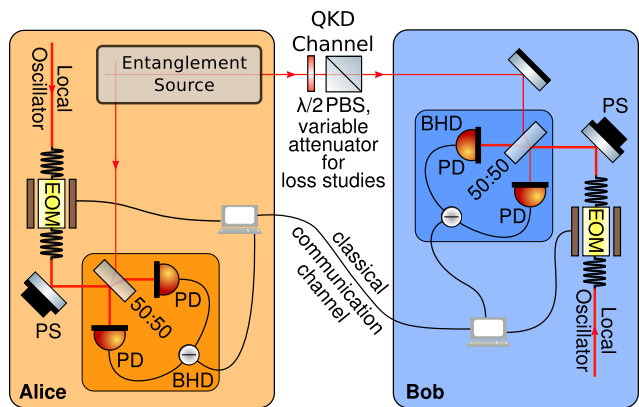 QKD
Channel
Entanglement
Source
λ/2 PBS,
variable
attenuator
for
loss studies
Local
Oscillator
EOM
PS
50:50
PD
PD
BHD
Alice
classical
communication
channel
BHD
PD
50:50
PD
PS
EOM
Local
Oscillator
Bob